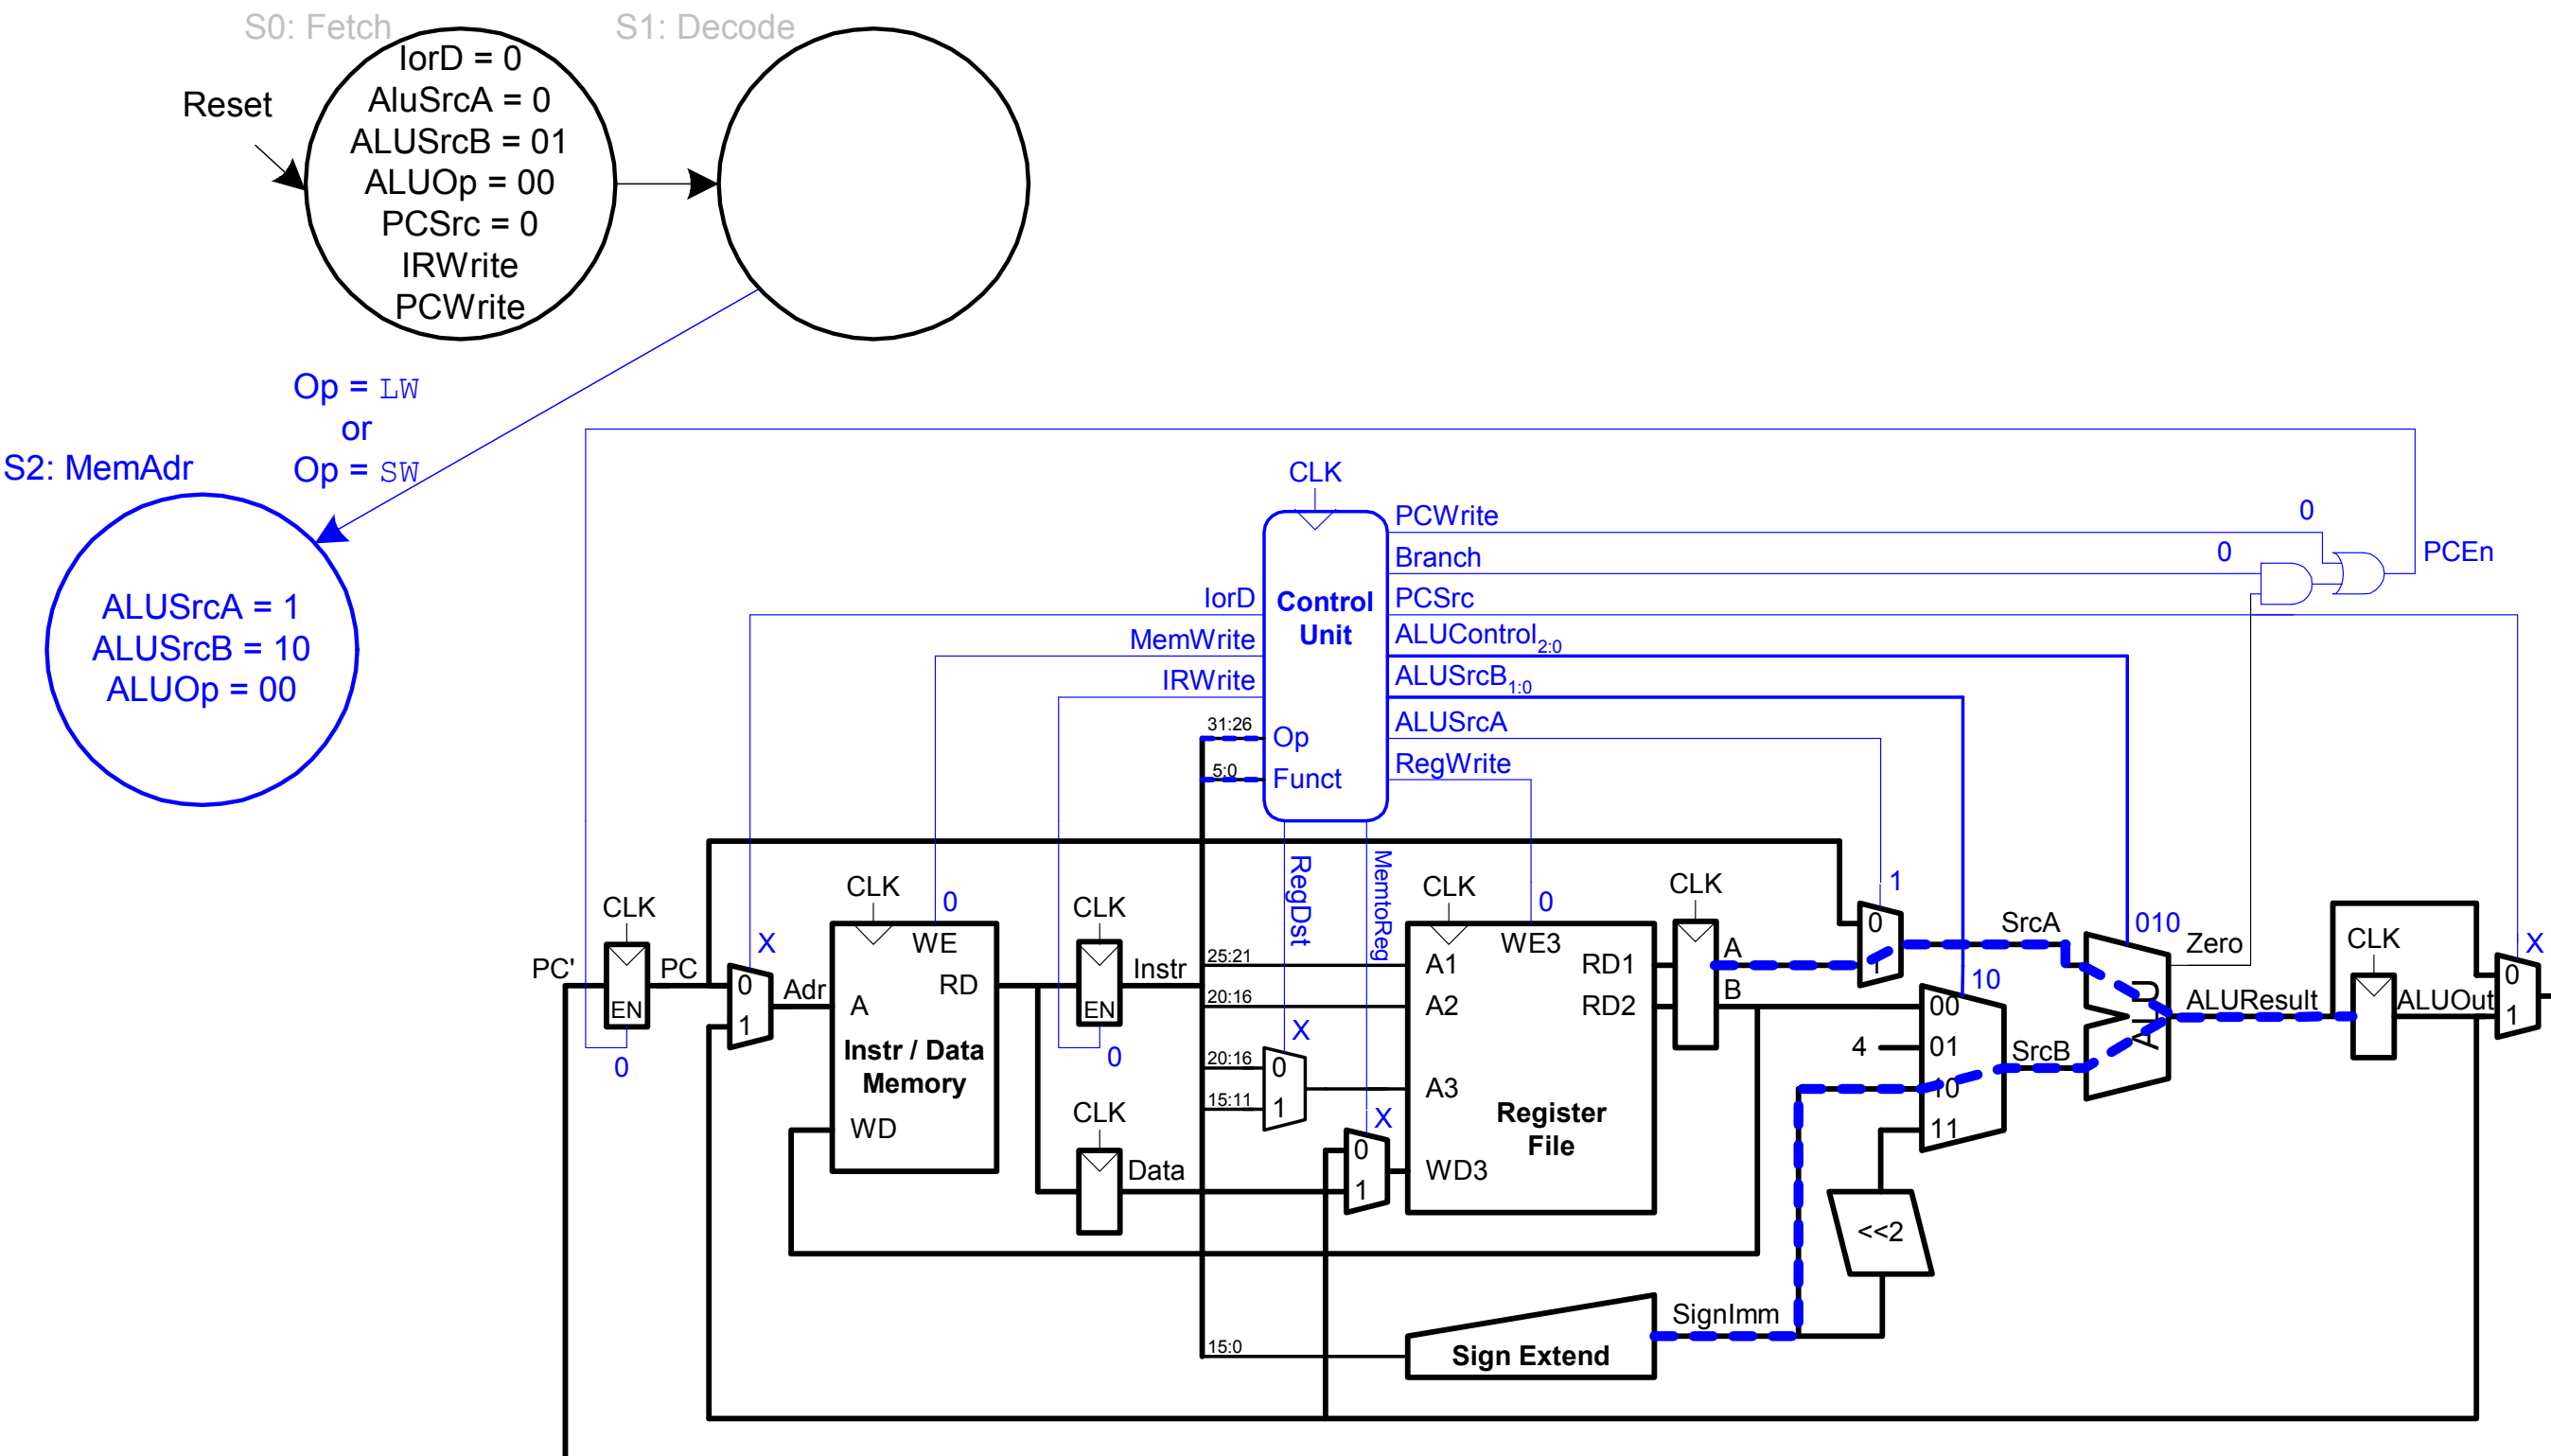 S0: Fetch
S1: Decode
Reset
IorD = 0
AluSrcA = 0
ALUSrcB = 01
ALUOp = 00
PCSrc = 0
IRWrite
PCWrite
Op = LW
or
Op = SW
S2: MemAdr
ALUSrcA = 1
ALUSrcB = 10
ALUOp = 00
CLK
PCWrite
0
Branch
0
PCEn
IorD
Control
Unit
PCSrc
MemWrite
ALUControl2:0
IRWrite
ALUSrcB1:0
31:26
Op
ALUSrcA
5:0
Funct
RegWrite
RegDst
MemtoReg
PC'
CLK
EN
0
PC
X
0
1
Adr
CLK
0
WE
A
RD
Instr / Data
Memory
WD
CLK
EN
0
Instr
CLK
Data
25:21
20:16
20:16
15:11
15:0
X
0
1
X
0
1
CLK
0
WE3
A1
RD1
A2
RD2
A3
Register
File
WD3
CLK
A
B
1
0
1
SrcA
10
00
4
01
10
11
SrcB
<<2
SignImm
Sign Extend
010
ALU
Zero
ALUResult
CLK
ALUOut
X
0
1